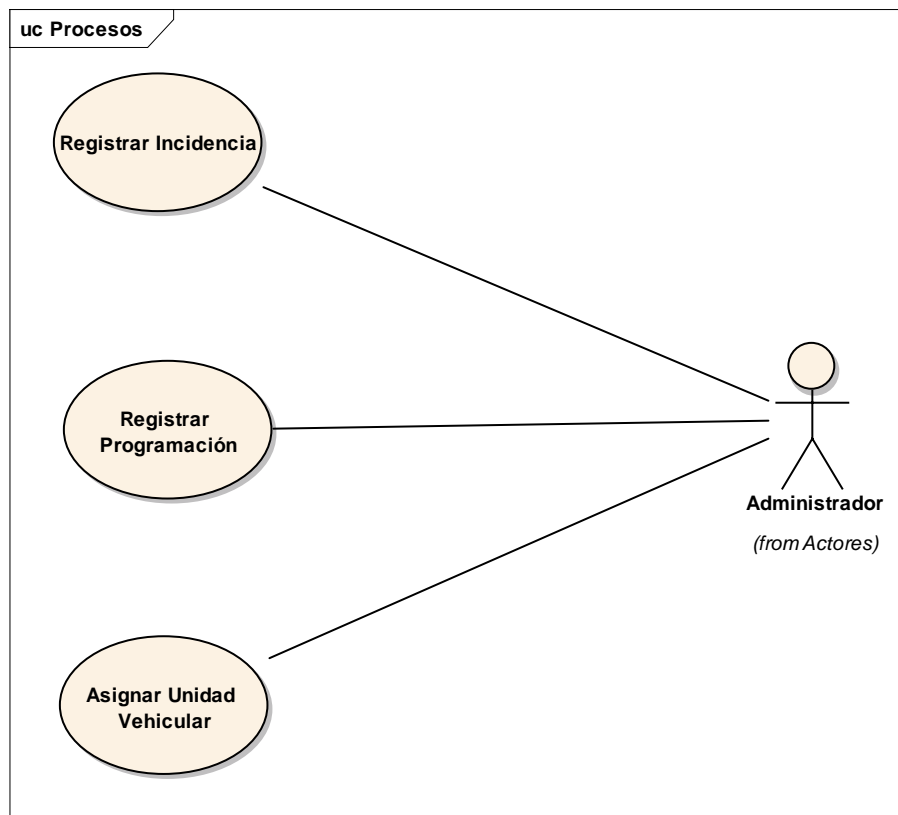 uc Procesos
Registrar Incidencia
Registrar
Programación
Administrador
(from Actores)
Asignar Unidad
Vehicular